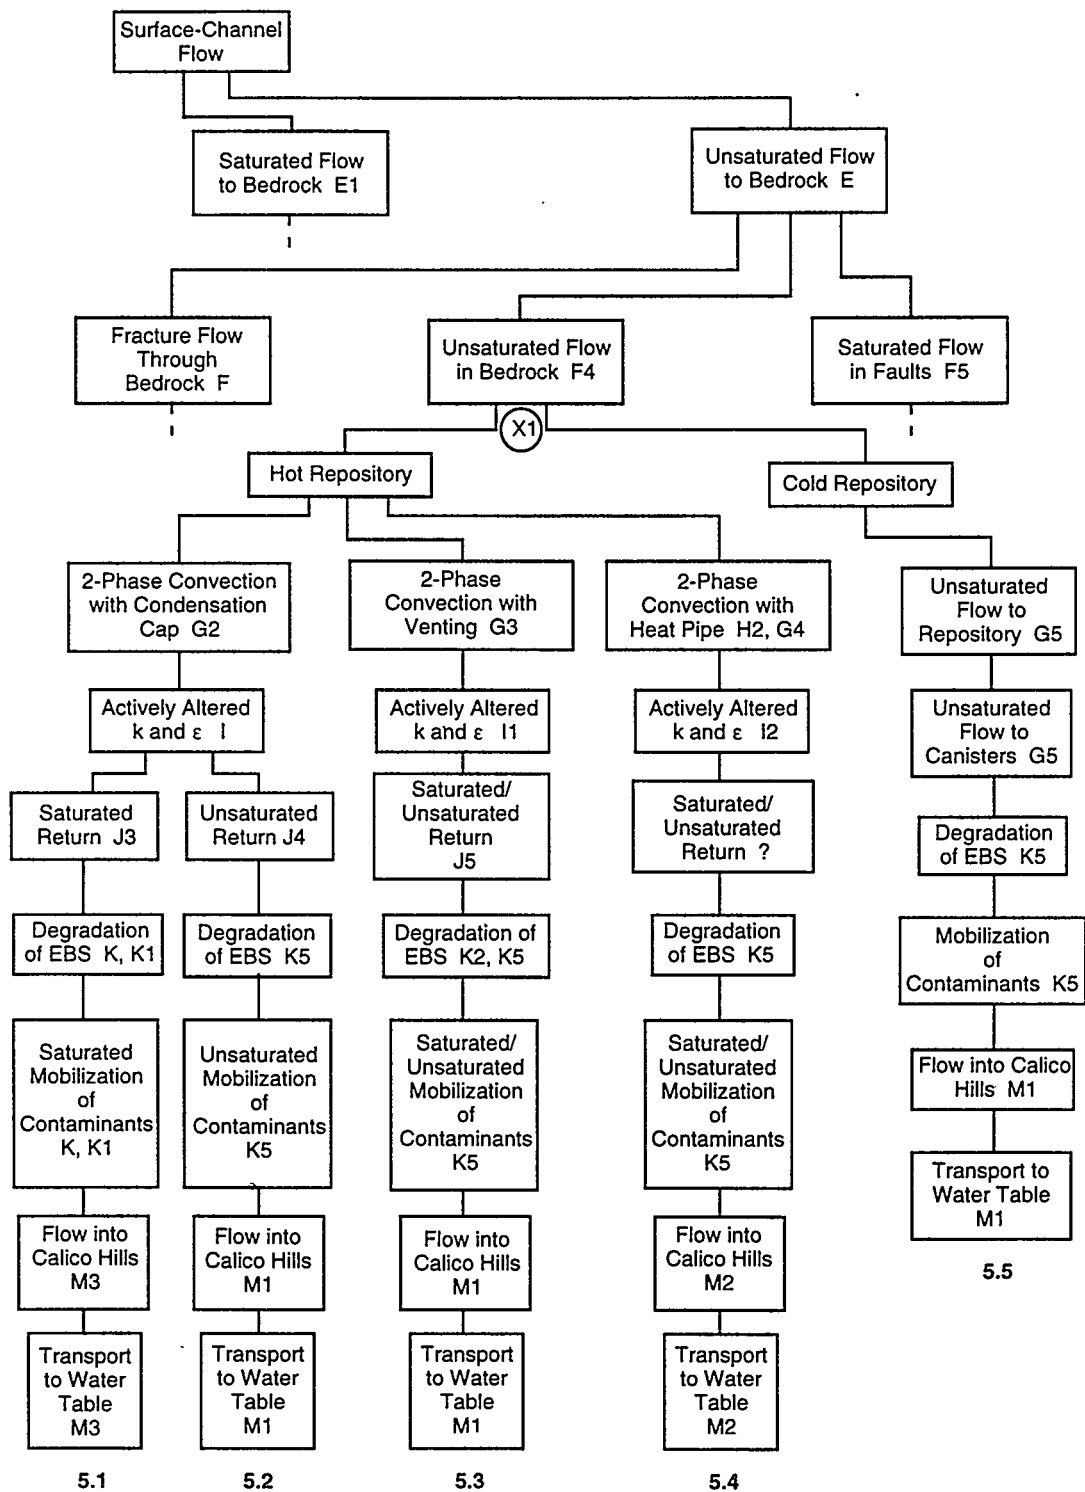 Surface-Channel
Flow
Saturated Flow
to Bedrock E1
Unsaturated Flow
to Bedrock E
Fracture Flow
Through
Bedrock F
Unsaturated Flow
in Bedrock F4
Saturated Flow
in Faults F5
X1
Hot Repository
Cold Repository
2-Phase Convection
with Condensation
Cap G2
2-Phase
Convection with
Venting G3
2-Phase
Convection with
Heat Pipe H2, G4
Unsaturated
Flow to
Repository G5
Actively Altered
k and ε I
Actively Altered
k and ε I1
Actively Altered
k and ε I2
Unsaturated
Flow to
Canisters G5
Saturated
Return J3
Unsaturated
Return J4
Saturated/
Unsaturated
Return
J5
Saturated/
Unsaturated
Return ?
Degradation
of EBS K5
Degradation
of EBS K, K1
Degradation
of EBS K5
Degradation of
EBS K2, K5
Degradation
of EBS K5
Mobilization
of
Contaminants K5
Saturated
Mobilization
of
Contaminants
K, K1
Unsaturated
Mobilization
of
Contaminants
K5
Saturated/
Unsaturated
Mobilization
of
Contaminants
K5
Saturated/
Unsaturated
Mobilization
of
Contaminants
K5
Flow into Calico
Hills M1
Transport to
Water Table
M1
5.5
Flow into
Calico Hills
M3
Flow into
Calico Hills
M1
Flow into
Calico Hills
M1
Flow into
Calico Hills
M2
Transport
to Water
Table
M3
Transport
to Water
Table
M1
Transport
to Water
Table
M1
Transport
to Water
Table
M2
5.1
5.2
5.3
5.4